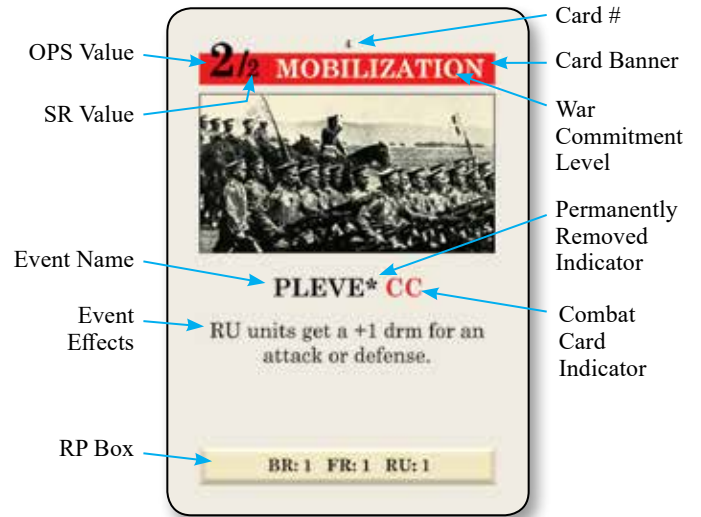 Card #
4
OPS Value
2/2 MOBILIZATION
Card Banner
SR Value
War
Commitment
Level
Permanently
Removed
Indicator
Event Name
PLEVE* CC
Event
Effects
RU units get a +1 drm for an
attack or defense.
Combat
Card
Indicator
RP Box
BR: 1 FR: 1 RU: 1